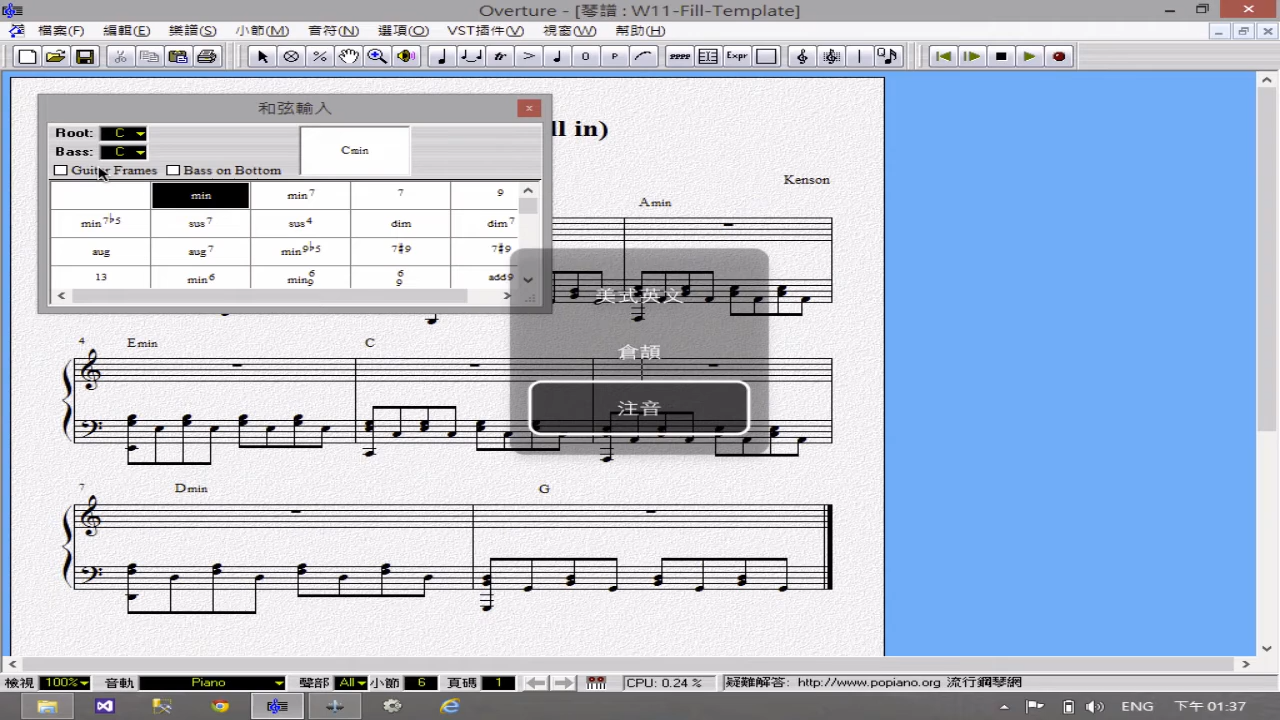 Overture - [琴譜 : W11-Fill-Template]
檔案(F) 編輯(E) 樂譜(S) 小節(M) 音符(N) 選項(O) VST插件(V) 視窗(W) 幫助(H)
Expr
和弦輸入
Root: C
Bass: C
Guitar Frames Bass on Bottom
Cmin
min min7 7 9
min7♭5 sus7 sus4 dim dim7
aug aug7 min9♭5 7♯9 7♯9
13 min6 min6/9 6/9 add9
ll in)
Kenson
Amin
美式英文
倉頡
注音
4 Emin C
7 Dmin G
檢視 100% 音軌 Piano 聲部 All 小節 6 頁碼 1 CPU: 0.24 % 疑難解答: http://www.popiano.org 流行鋼琴網
ENG 下午 01:37